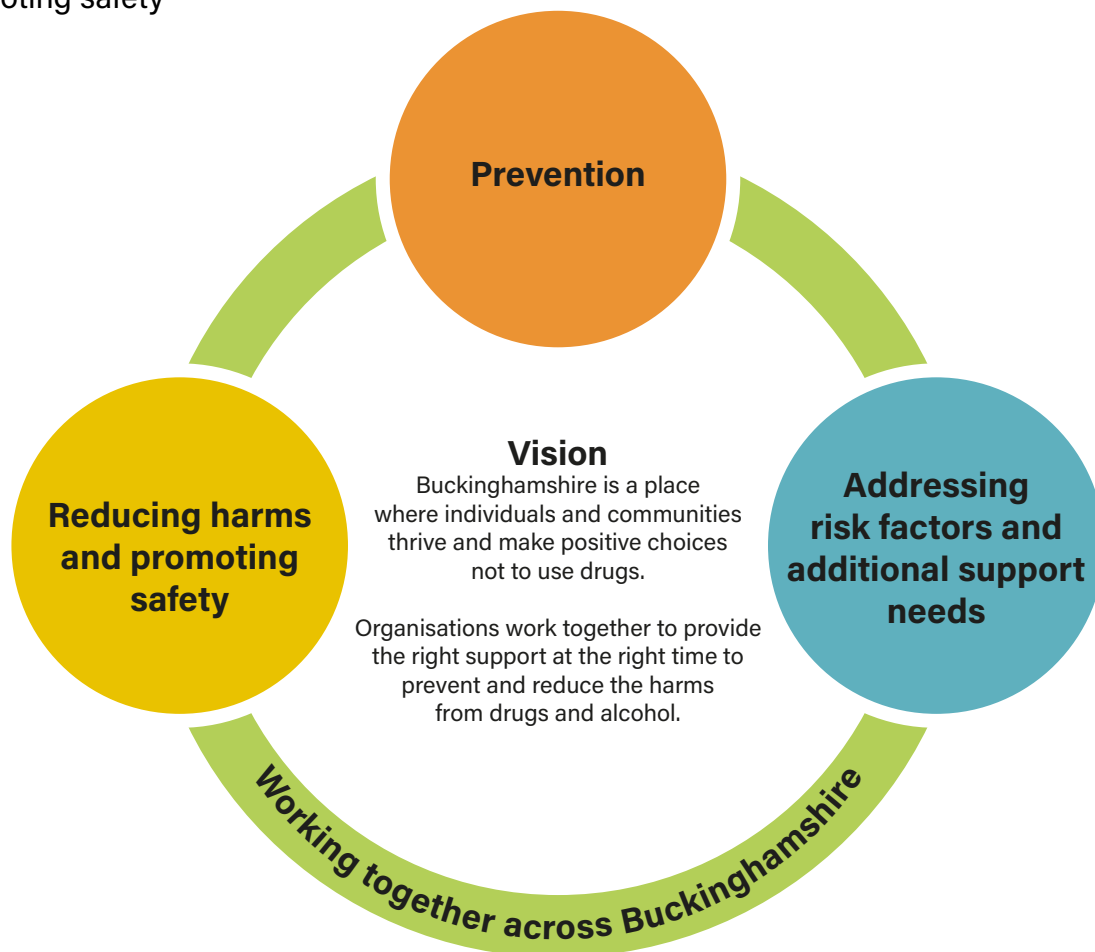 safety
Prevention
Reducing harms
and promoting
safety
Vision
Buckinghamshire is a place
where individuals and communities
thrive and make positive choices
not to use drugs.
Organisations work together to provide
the right support at the right time to
prevent and reduce the harms
from drugs and alcohol.
Addressing
risk factors and
additional support
needs
Working together across Buckinghamshire